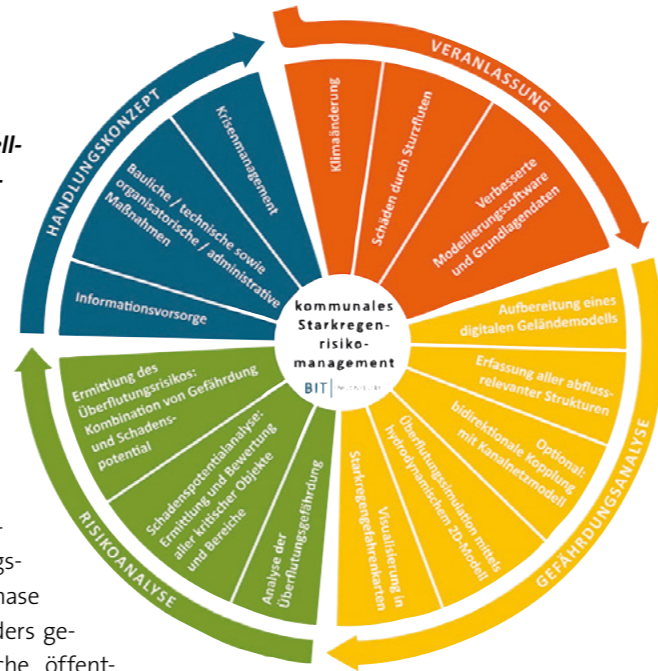 ell-
HANDLUNGSKONZEPT
Krisenmanagement
Bauliche / technische sowie
organisatorische / administrative
Maßnahmen
Informationsvorsorge
VERANLASSUNG
Klimaänderung
Schäden durch Sturzfluten
Verbesserte
Modellierungssoftware
und Grundlagendaten
kommunales
Starkregen-
risiko-
management
BIT
GEFÄHRDUNGSANALYSE
Aufbereitung eines
digitalen Geländemodells
Erfassung aller abfluss-
relevanter Strukturen
Optional:
bidirektionale Kopplung
mit Kanalnetzmodell
Überflutungssimulation mittels
hydrodynamischem 2D-Modell
Visualisierung in
Starkregengefahrenkarten
RISIKOANALYSE
Analyse der
Überflutungsgefährdung
Schadenspotentialanalyse:
Ermittlung und Bewertung
aller kritischer Objekte
und Bereiche
Ermittlung des
Überflutungsrisikos:
Kombination von Gefährdung
und Schadens-
potential
-
gs-
hase
ders ge-
che öffent-